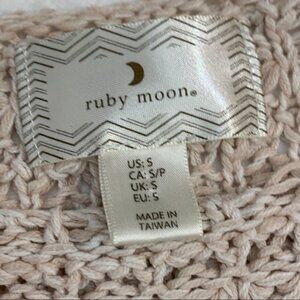 ruby moon®
US: S
CA: S/P
UK: S
EU: S
MADE IN
TAIWAN